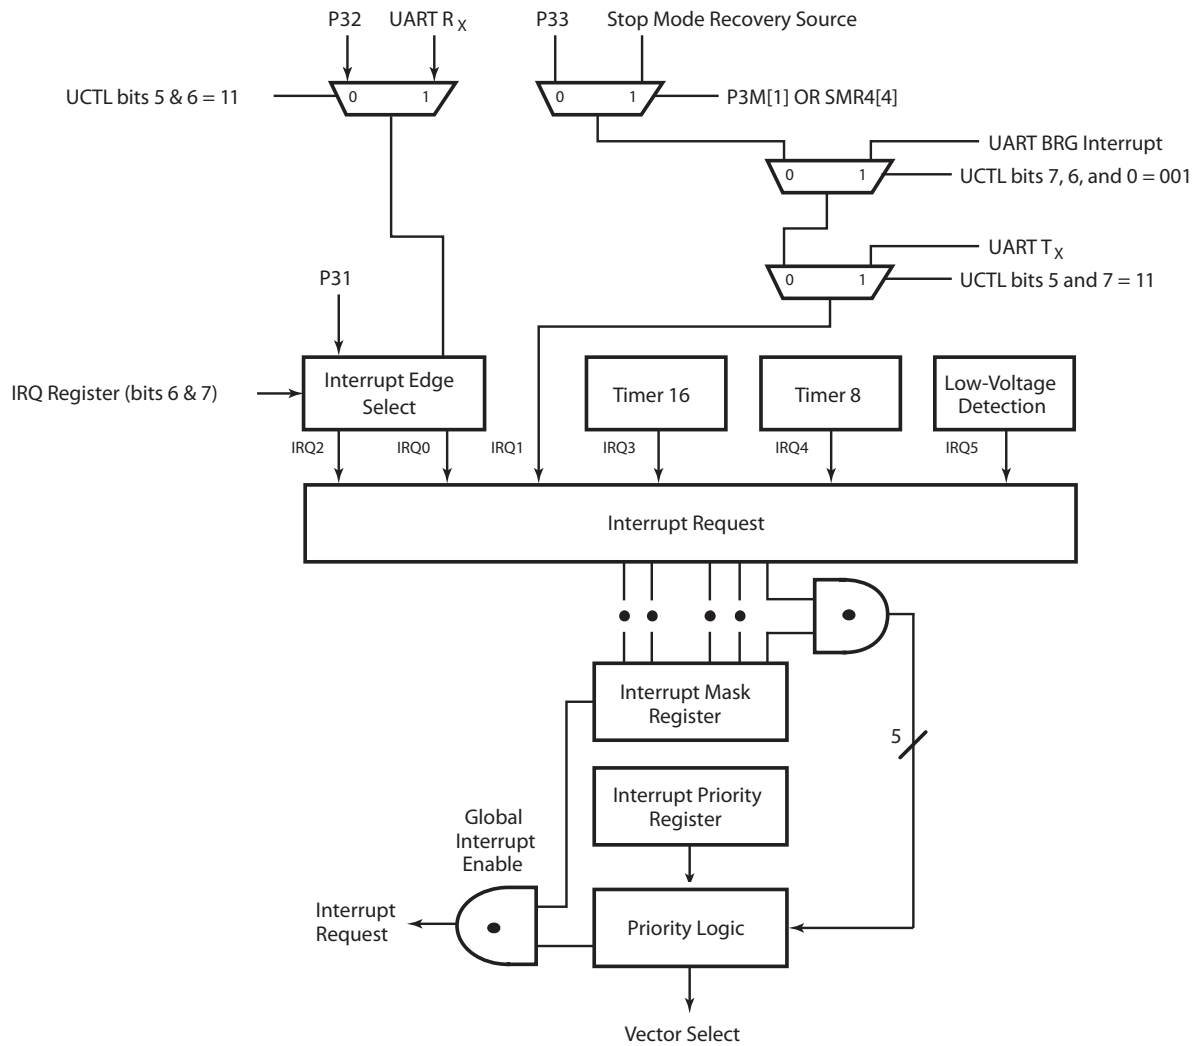 P32
UART RX
P33
Stop Mode Recovery Source
UCTL bits 5 & 6 = 11
0
1
0
1
P3M[1] OR SMR4[4]
UART BRG Interrupt
0
1
UCTL bits 7, 6, and 0 = 001
UART TX
0
1
UCTL bits 5 and 7 = 11
P31
IRQ Register (bits 6 & 7)
Interrupt Edge
Select
Timer 16
Timer 8
Low-Voltage
Detection
IRQ2
IRQ0
IRQ1
IRQ3
IRQ4
IRQ5
Interrupt Request
Interrupt Mask
Register
5
Interrupt Priority
Register
Global
Interrupt
Enable
Interrupt
Request
Priority Logic
Vector Select